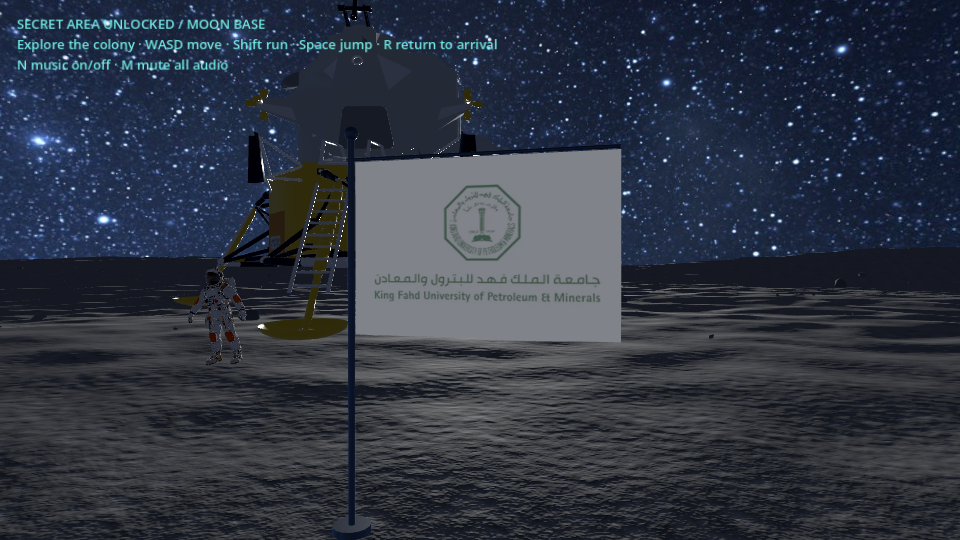 SECRET AREA UNLOCKED / MOON BASE
Explore the colony · WASD move · Shift run · Space jump · R return to arrival
N music on/off · M mute all audio
جامعة الملك فهد للبترول والمعادن
King Fahd University of Petroleum & Minerals